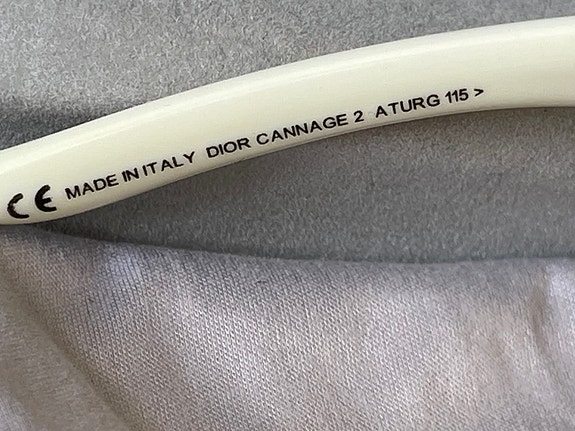 CE MADE IN ITALY DIOR CANNAGE 2 ATURG 115 >